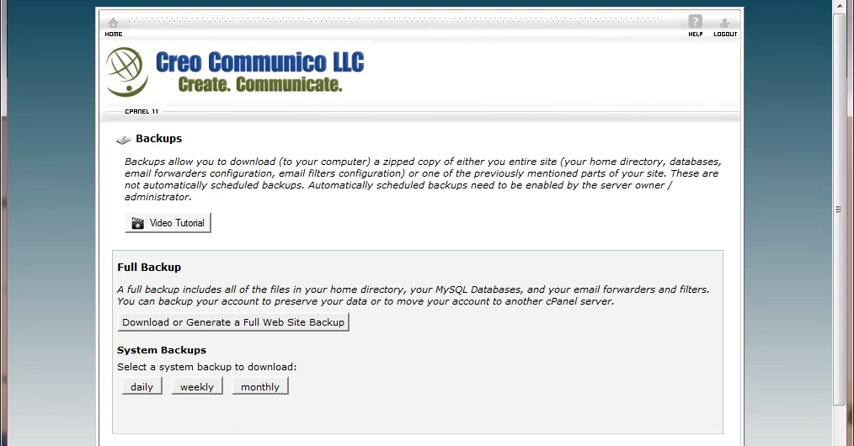 HOME
HELP
LOGOUT
Creo Communico LLC
Create. Communicate.
CPANEL 11
Backups
Backups allow you to download (to your computer) a zipped copy of either you entire site (your home directory, databases,
email forwarders configuration, email filters configuration) or one of the previously mentioned parts of your site. These are
not automatically scheduled backups. Automatically scheduled backups need to be enabled by the server owner /
administrator.
Video Tutorial
Full Backup
A full backup includes all of the files in your home directory, your MySQL Databases, and your email forwarders and filters.
You can backup your account to preserve your data or to move your account to another cPanel server.
Download or Generate a Full Web Site Backup
System Backups
Select a system backup to download:
daily weekly monthly